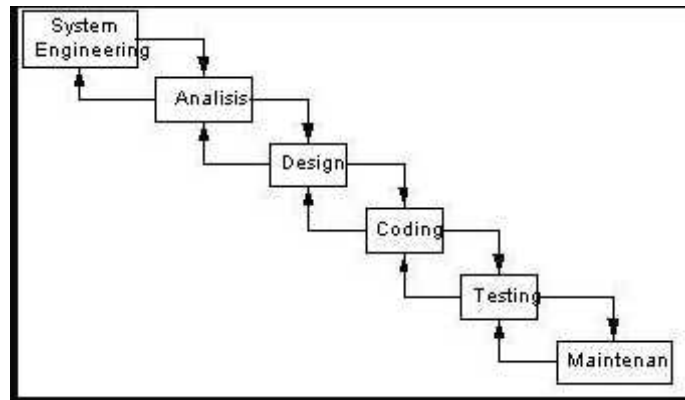 System
Engineering
Analisis
Design
Coding
Testing
Maintenan